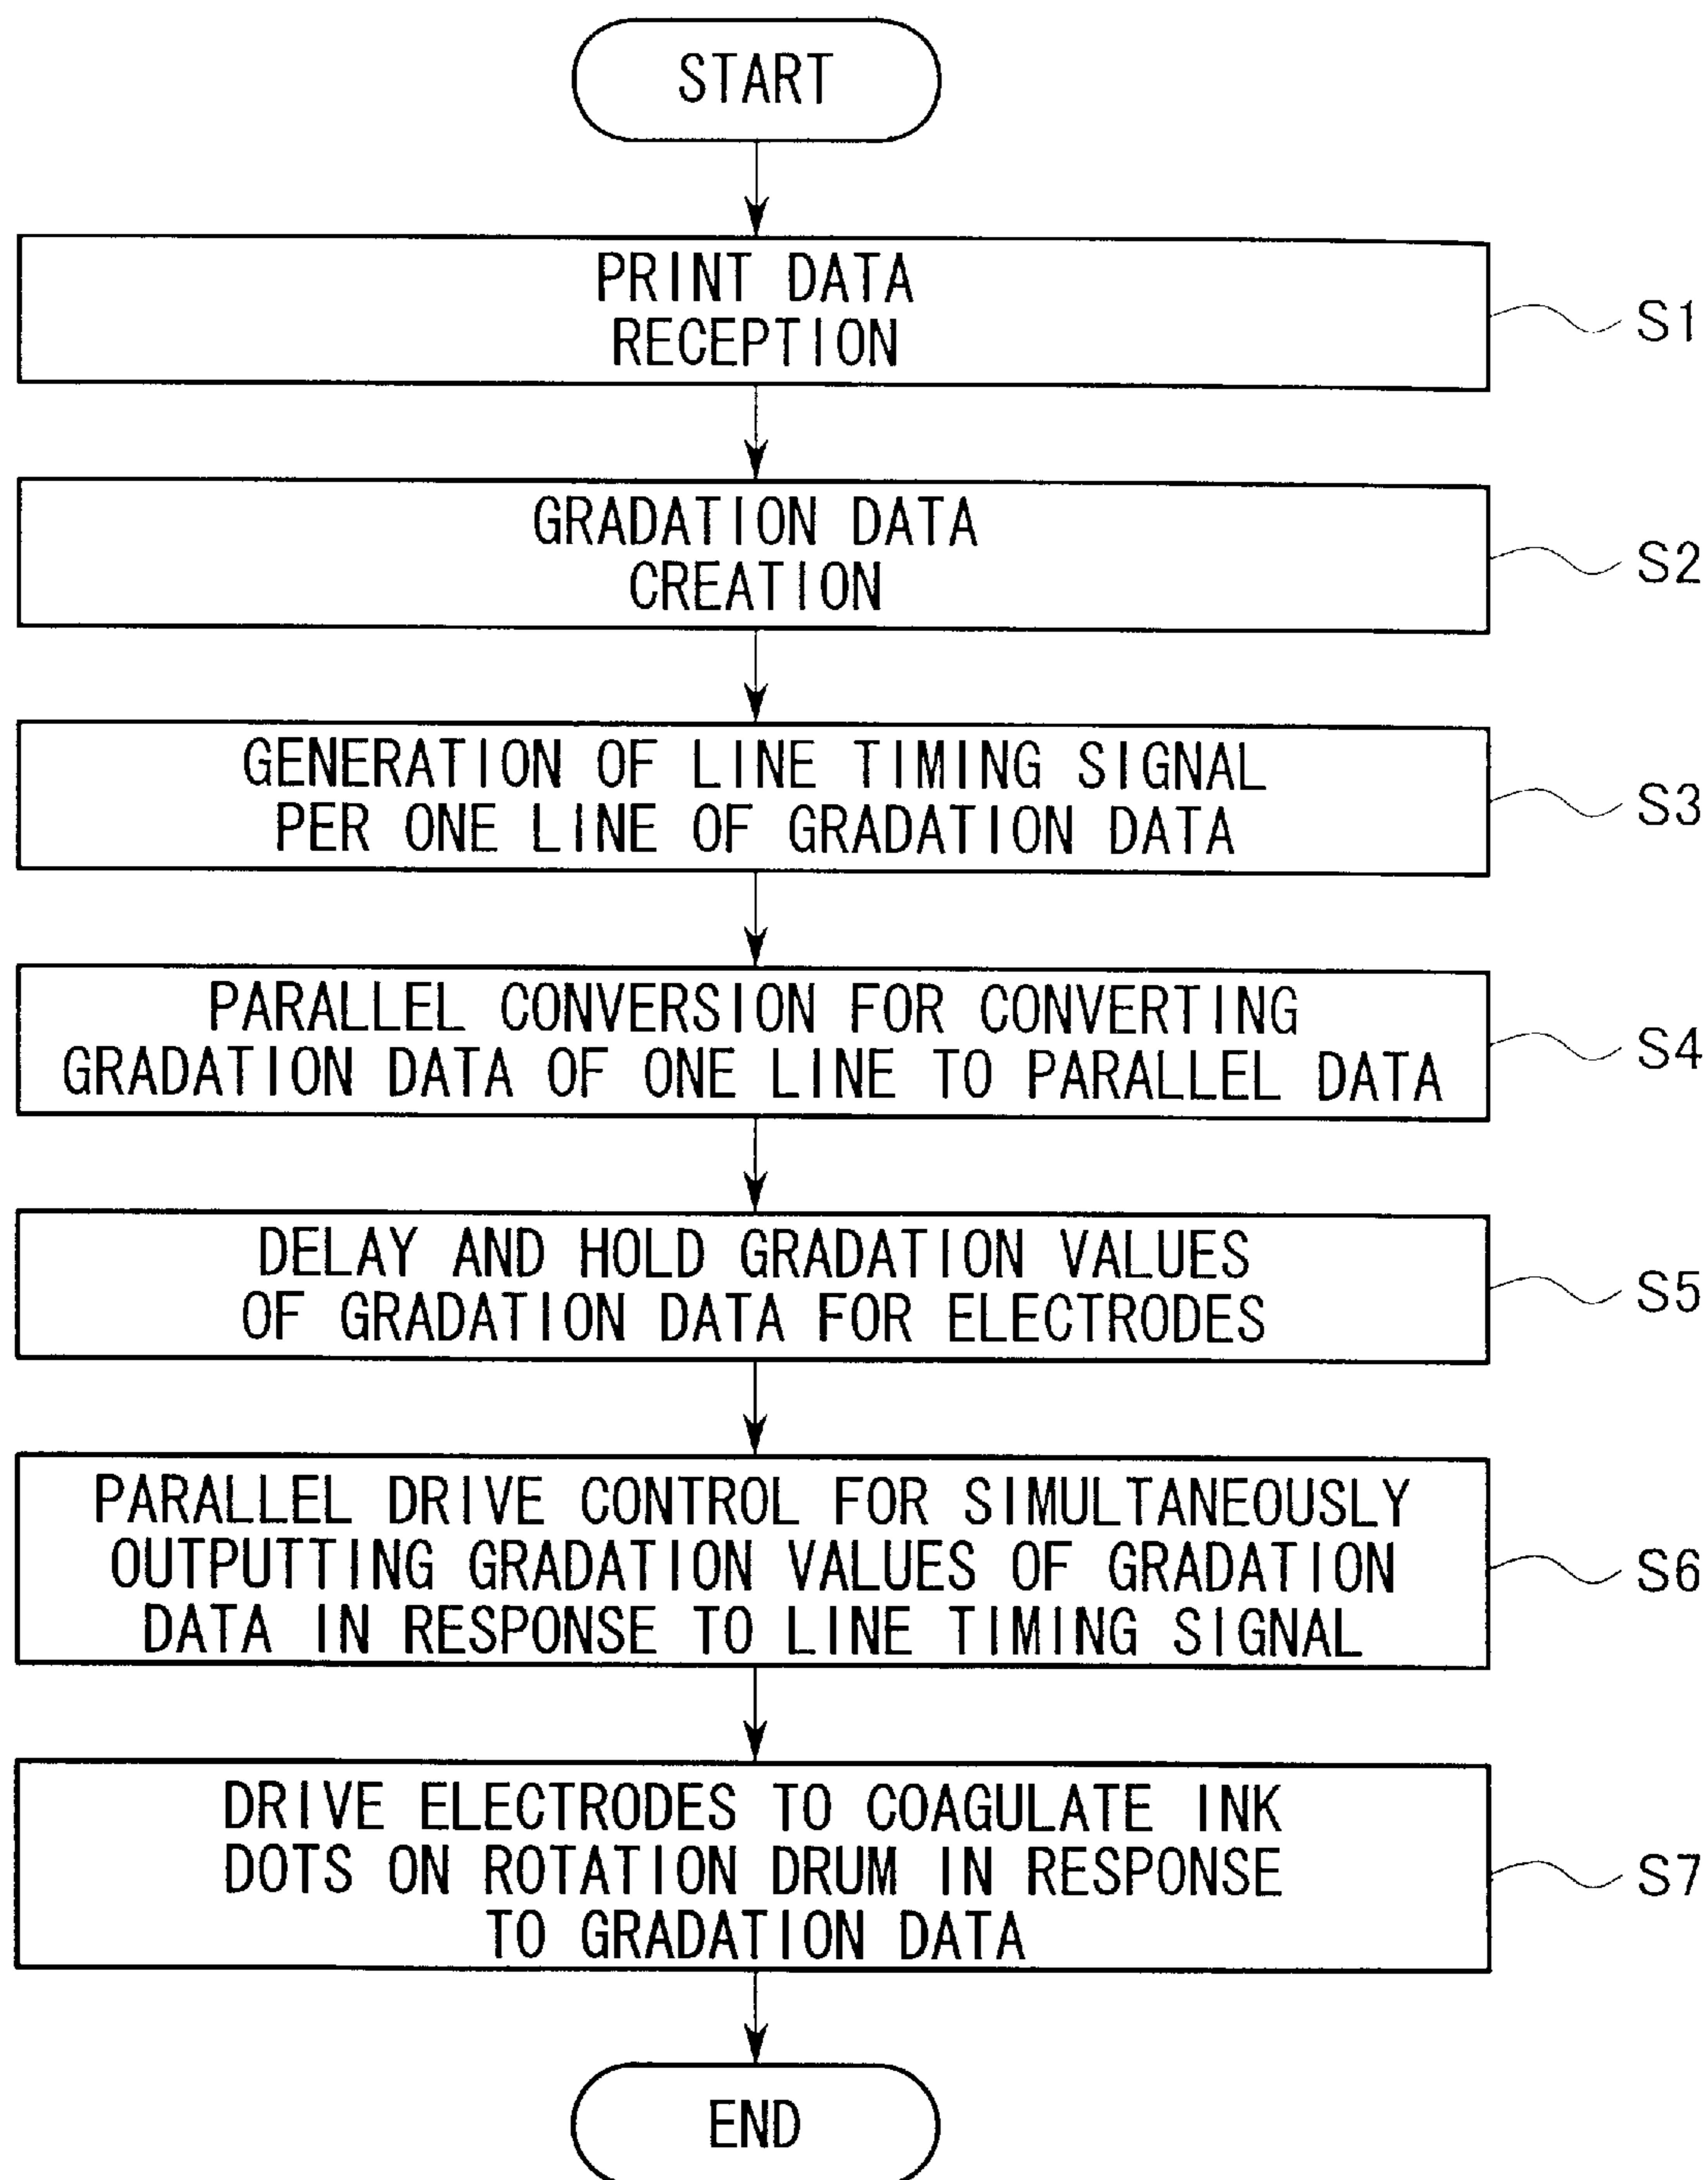 START
PRINT DATA
RECEPTION
S1
GRADATION DATA
CREATION
S2
GENERATION OF LINE TIMING SIGNAL
PER ONE LINE OF GRADATION DATA
S3
PARALLEL CONVERSION FOR CONVERTING
GRADATION DATA OF ONE LINE TO PARALLEL DATA
S4
DELAY AND HOLD GRADATION VALUES
OF GRADATION DATA FOR ELECTRODES
S5
PARALLEL DRIVE CONTROL FOR SIMULTANEOUSLY
OUTPUTTING GRADATION VALUES OF GRADATION
DATA IN RESPONSE TO LINE TIMING SIGNAL
S6
DRIVE ELECTRODES TO COAGULATE INK
DOTS ON ROTATION DRUM IN RESPONSE
TO GRADATION DATA
S7
END